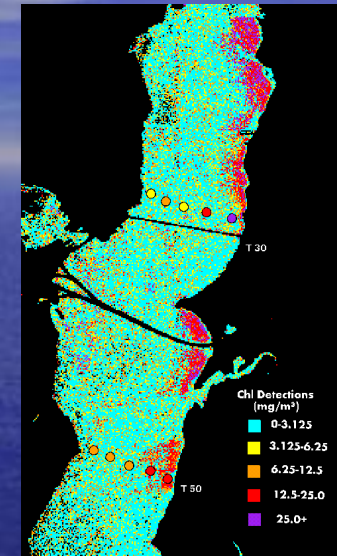 T 30
Chl Detections
(mg/m³)
0-3.125
3.125-6.25
6.25-12.5
12.5-25.0
25.0+
T 50